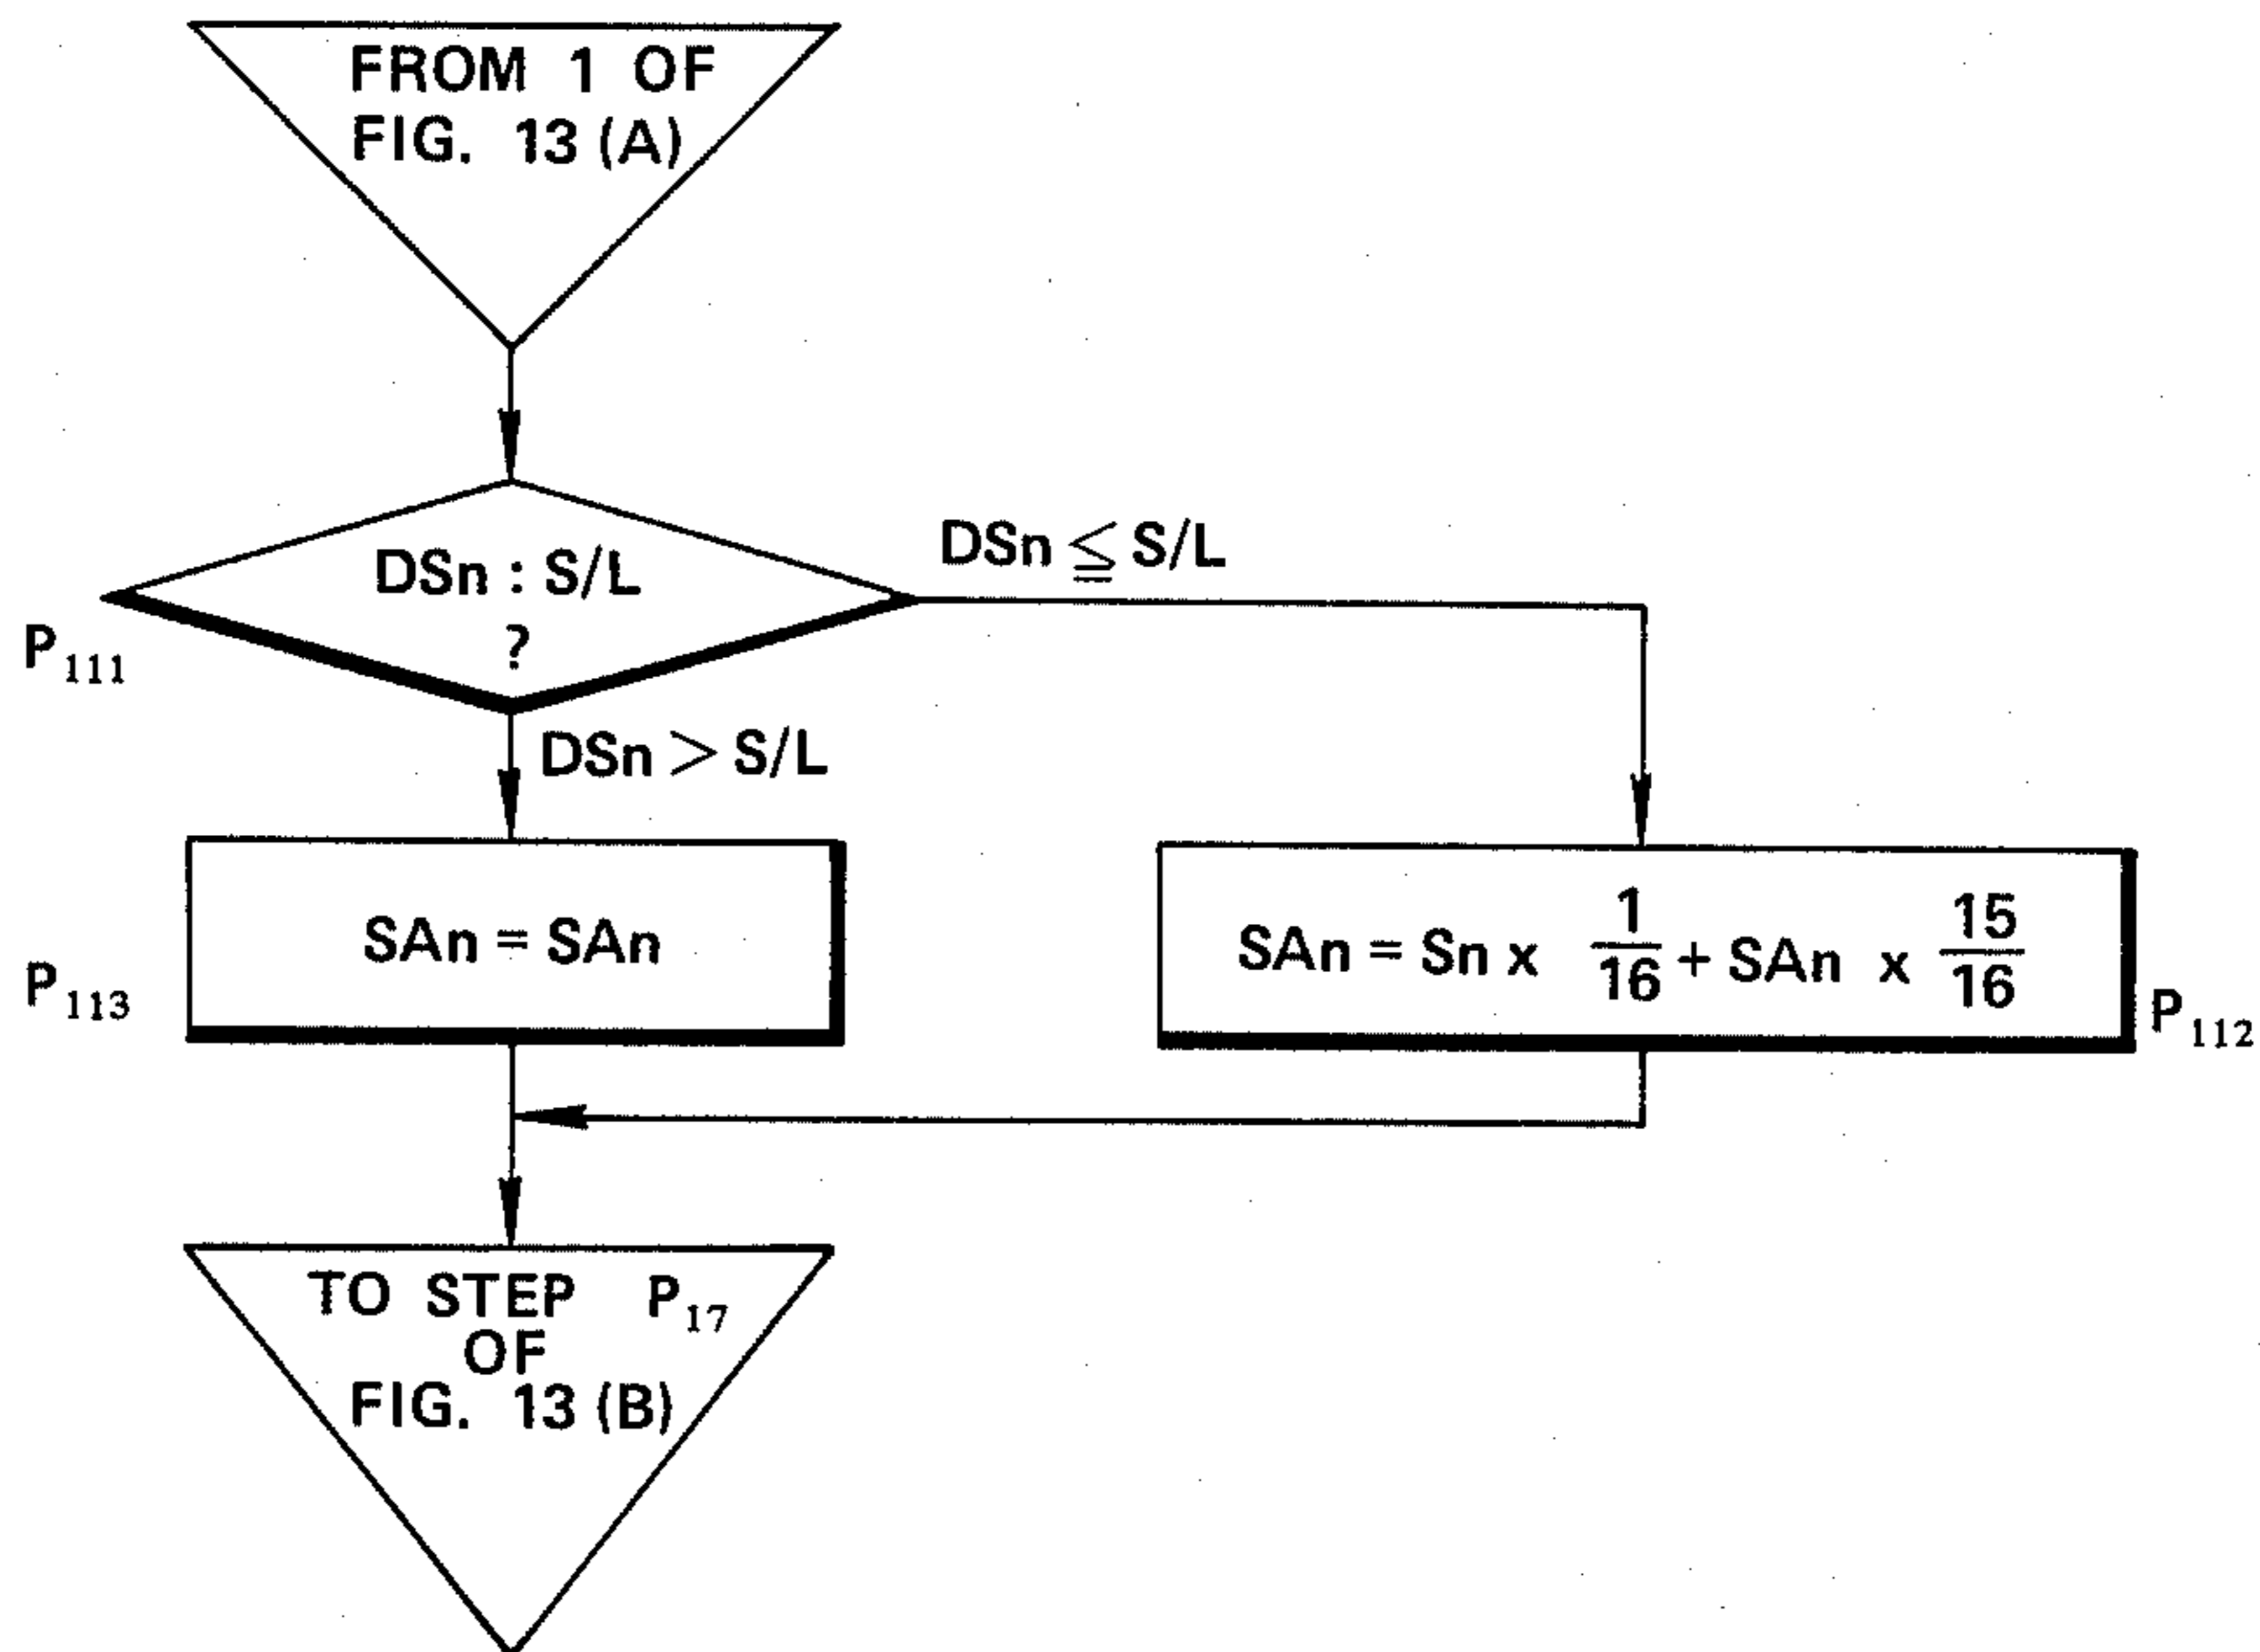 FROM 1 OF
FIG. 13 (A)
DSn : S/L
?
DSn ≦ S/L
P111
DSn > S/L
SAn = SAn
P113
SAn = Sn x 1/16 + SAn x 15/16
P112
TO STEP P17
OF
FIG. 13 (B)